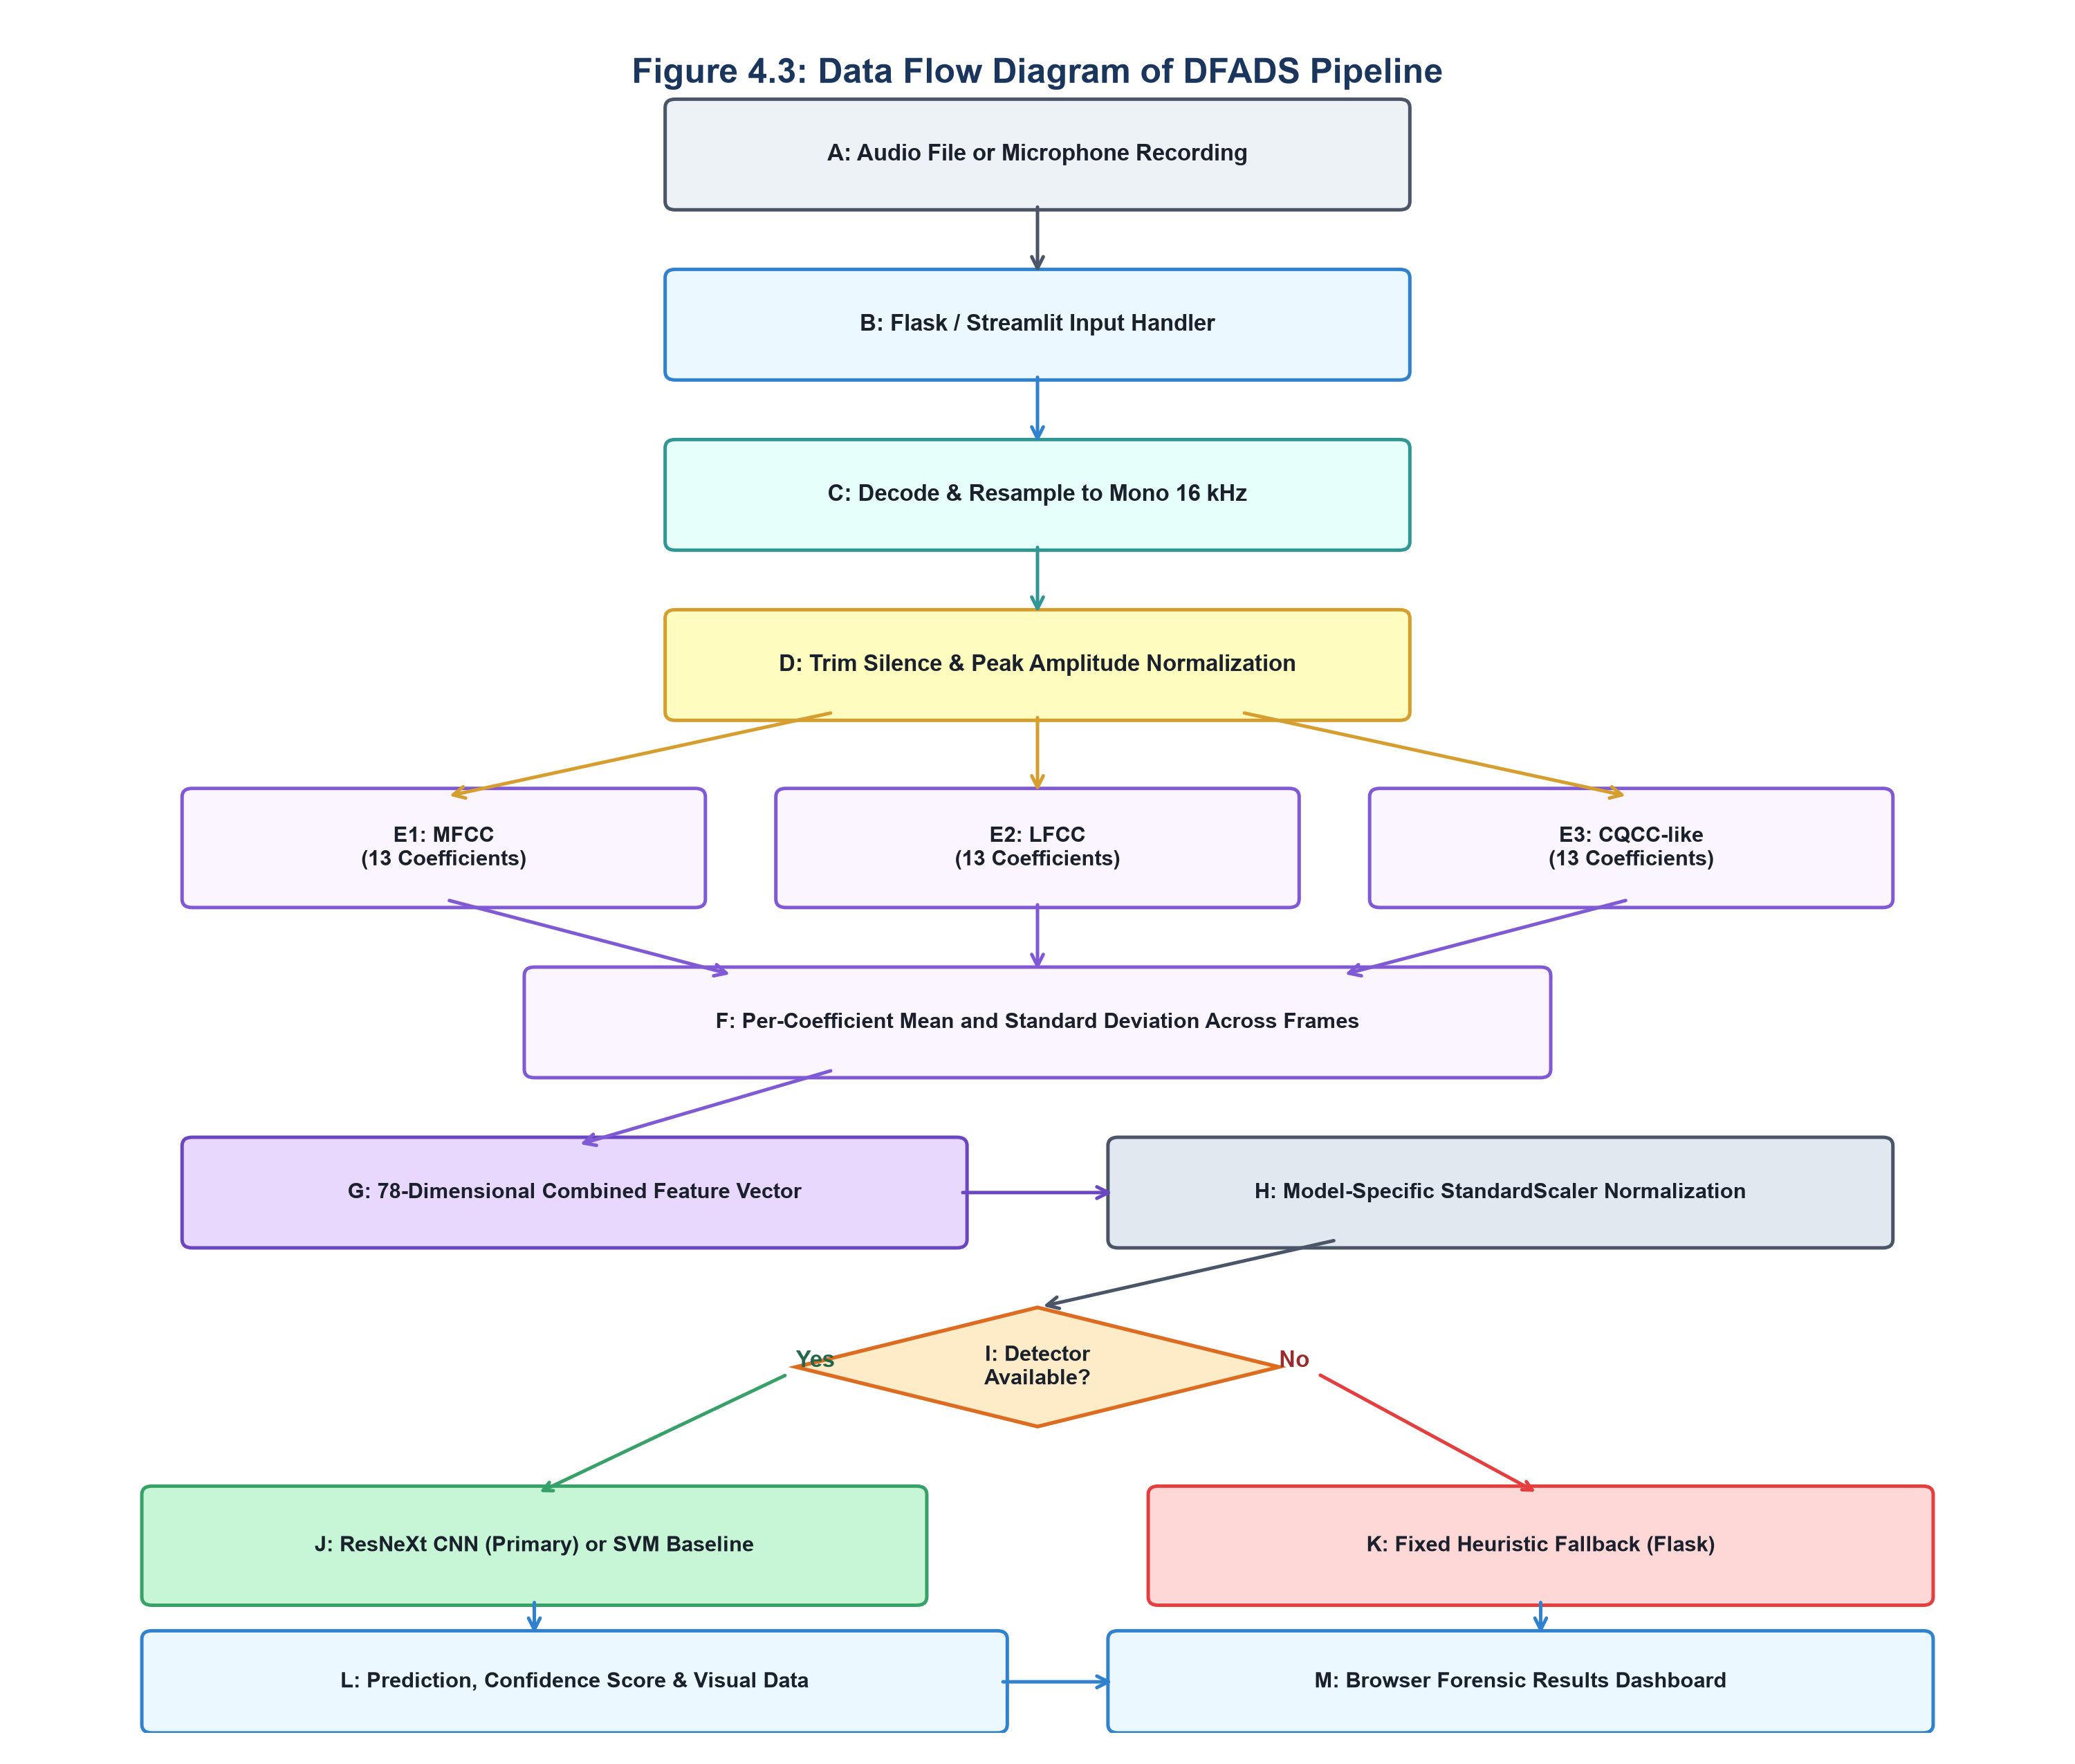 Figure 4.3: Data Flow Diagram of DFADS Pipeline
A: Audio File or Microphone Recording
B: Flask / Streamlit Input Handler
C: Decode & Resample to Mono 16 kHz
D: Trim Silence & Peak Amplitude Normalization
E1: MFCC
(13 Coefficients)
E2: LFCC
(13 Coefficients)
E3: CQCC-like
(13 Coefficients)
F: Per-Coefficient Mean and Standard Deviation Across Frames
G: 78-Dimensional Combined Feature Vector
H: Model-Specific StandardScaler Normalization
I: Detector
Available?
Yes
No
J: ResNeXt CNN (Primary) or SVM Baseline
K: Fixed Heuristic Fallback (Flask)
L: Prediction, Confidence Score & Visual Data
M: Browser Forensic Results Dashboard